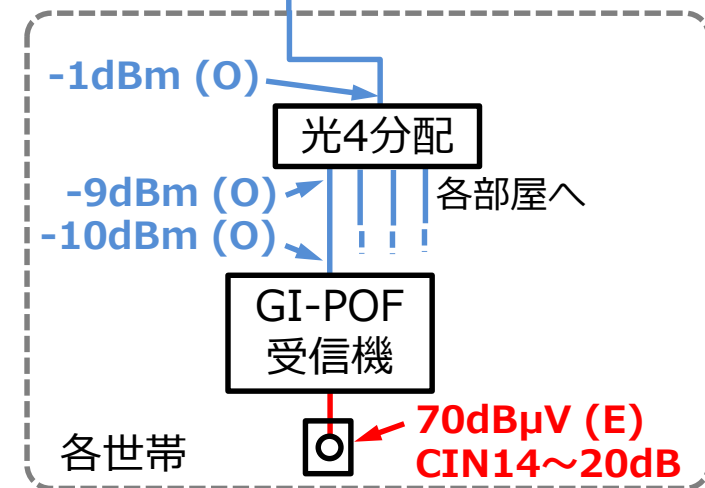 -1dBm (O)
光4分配
-9dBm (O)
各部屋へ
-10dBm (O)
GI-POF
受信機
70dBµV (E)
CIN14～20dB
各世帯